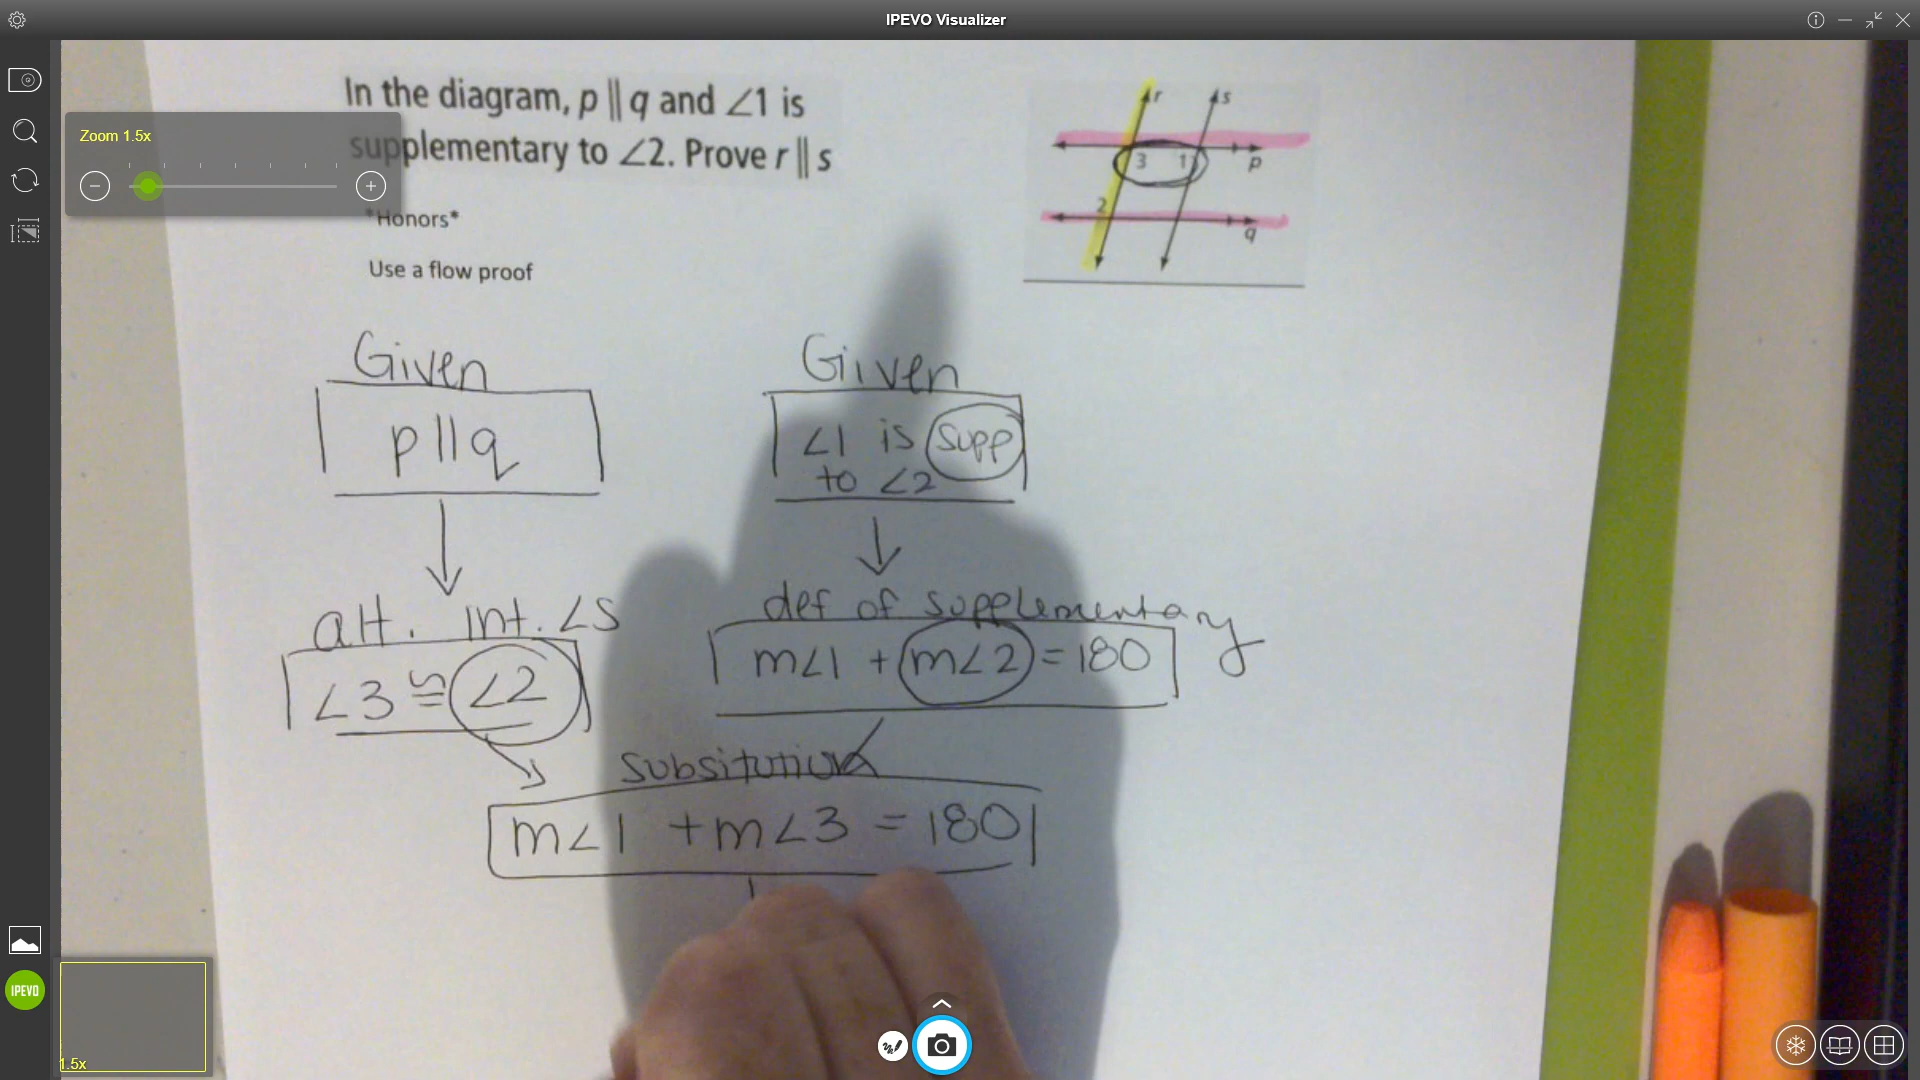 IPEVO Visualizer
Zoom 1.5x
In the diagram, p ∥ q and ∠1 is
supplementary to ∠2. Prove r ∥ s
*Honors*
Use a flow proof
r
s
3
1
p
2
q
Given
p||q
Given
∠1 is supp
to ∠2
alt. int. ∠s
∠3 ≅ ∠2
def of supplementary
m∠1 + m∠2 = 180
subsitution
m∠1 + m∠3 = 180
IPEVO
1.5x